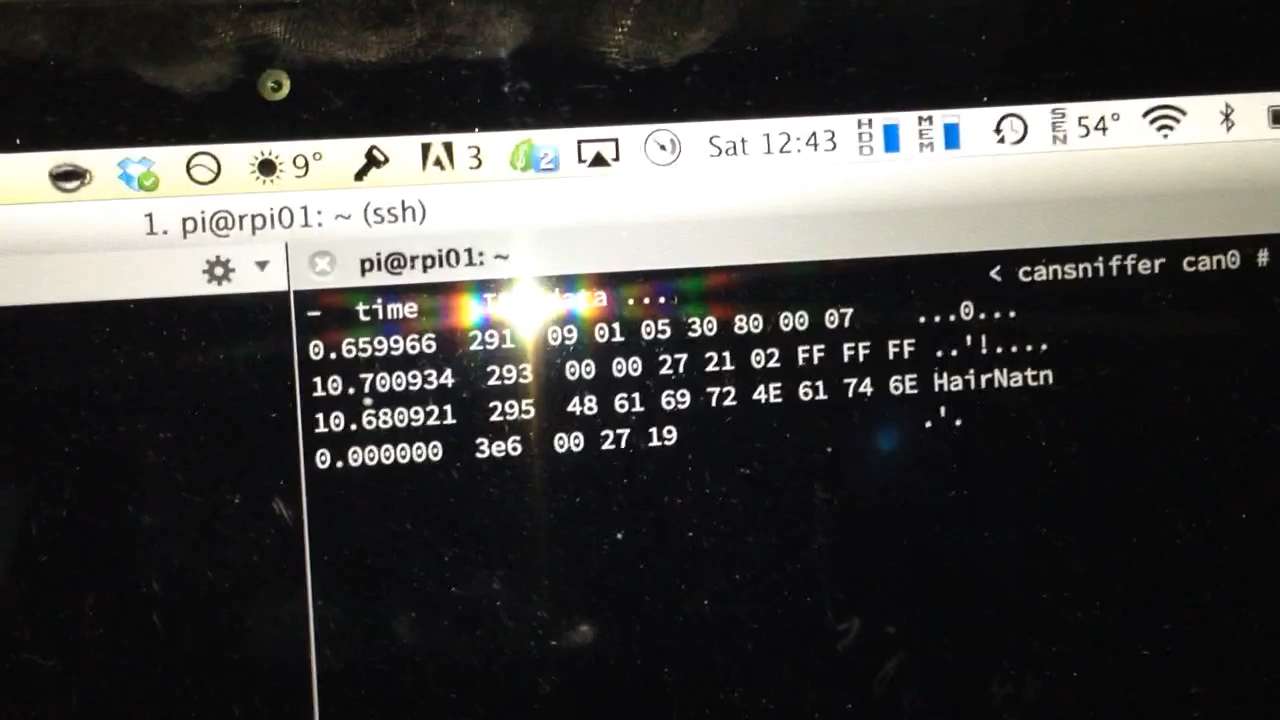 9° 3 2 Sat 12:43 HDD MEM SEN 54°
1. pi@rpi01: ~ (ssh)
pi@rpi01: ~
- time data ... < cansniffer can0 #
0.659966 291 09 01 05 30 80 00 07 ...0...
10.700934 293 00 00 27 21 02 FF FF FF ..'!....
10.680921 295 48 61 69 72 4E 61 74 6E HairNatn
0.000000 3e6 00 27 19 .'.